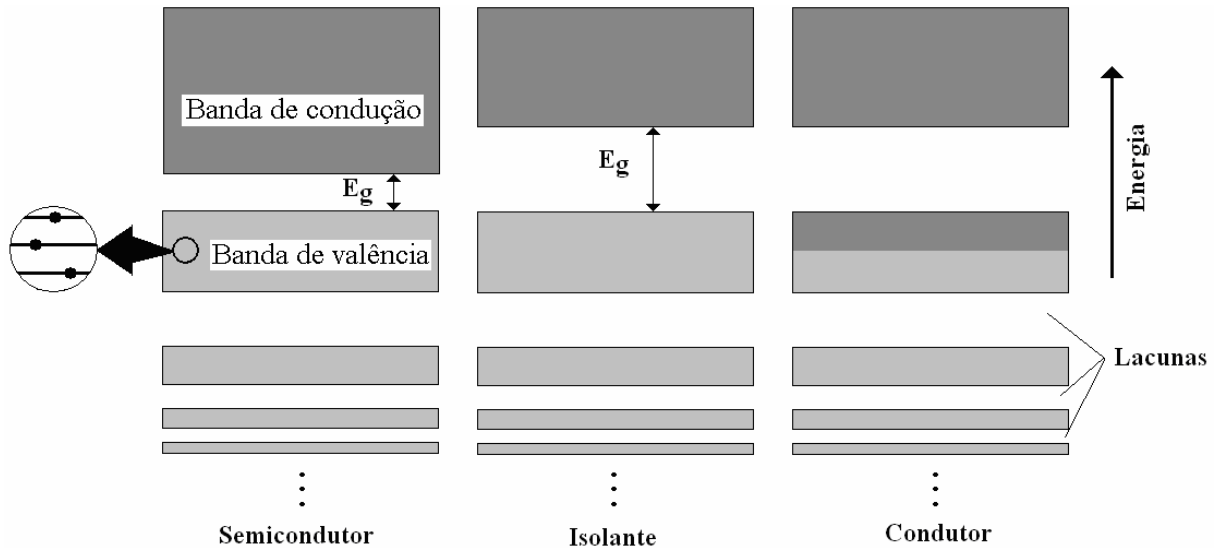 Banda de condução
Eg
Eg
Energia
Banda de valência
Lacunas
Semicondutor
Isolante
Condutor